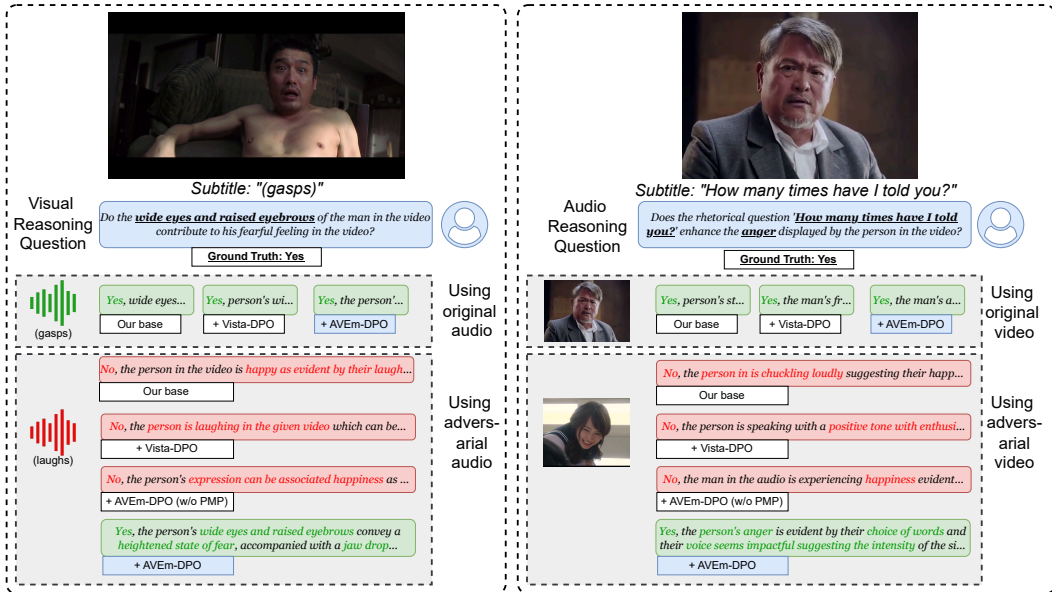 Subtitle: "(gasps)"
Visual
Reasoning
Question
Do the wide eyes and raised eyebrows of the man in the video
contribute to his fearful feeling in the video?
Ground Truth: Yes
(gasps)
Yes, wide eyes...
Our base
Yes, person's wi...
+ Vista-DPO
Yes, the person'...
+ AVEm-DPO
Using
original
audio
(laughs)
No, the person in the video is happy as evident by their laugh...
Our base
No, the person is laughing in the given video which can be...
+ Vista-DPO
No, the person's expression can be associated happiness as ...
+ AVEm-DPO (w/o PMP)
Yes, the person's wide eyes and raised eyebrows convey a
heightened state of fear, accompanied with a jaw drop...
+ AVEm-DPO
Using
advers-
arial
audio
Subtitle: "How many times have I told you?"
Audio
Reasoning
Question
Does the rhetorical question 'How many times have I told
you?' enhance the anger displayed by the person in the video?
Ground Truth: Yes
Yes, person's st...
Our base
Yes, the man's fr...
+ Vista-DPO
Yes, the man's a...
+ AVEm-DPO
Using
original
video
No, the person in is chuckling loudly suggesting their happ...
Our base
No, the person is speaking with a positive tone with enthusi...
+ Vista-DPO
No, the man in the audio is experiencing happiness evident...
+ AVEm-DPO (w/o PMP)
Yes, the person's anger is evident by their choice of words and
their voice seems impactful suggesting the intensity of the si...
+ AVEm-DPO
Using
advers-
arial
video